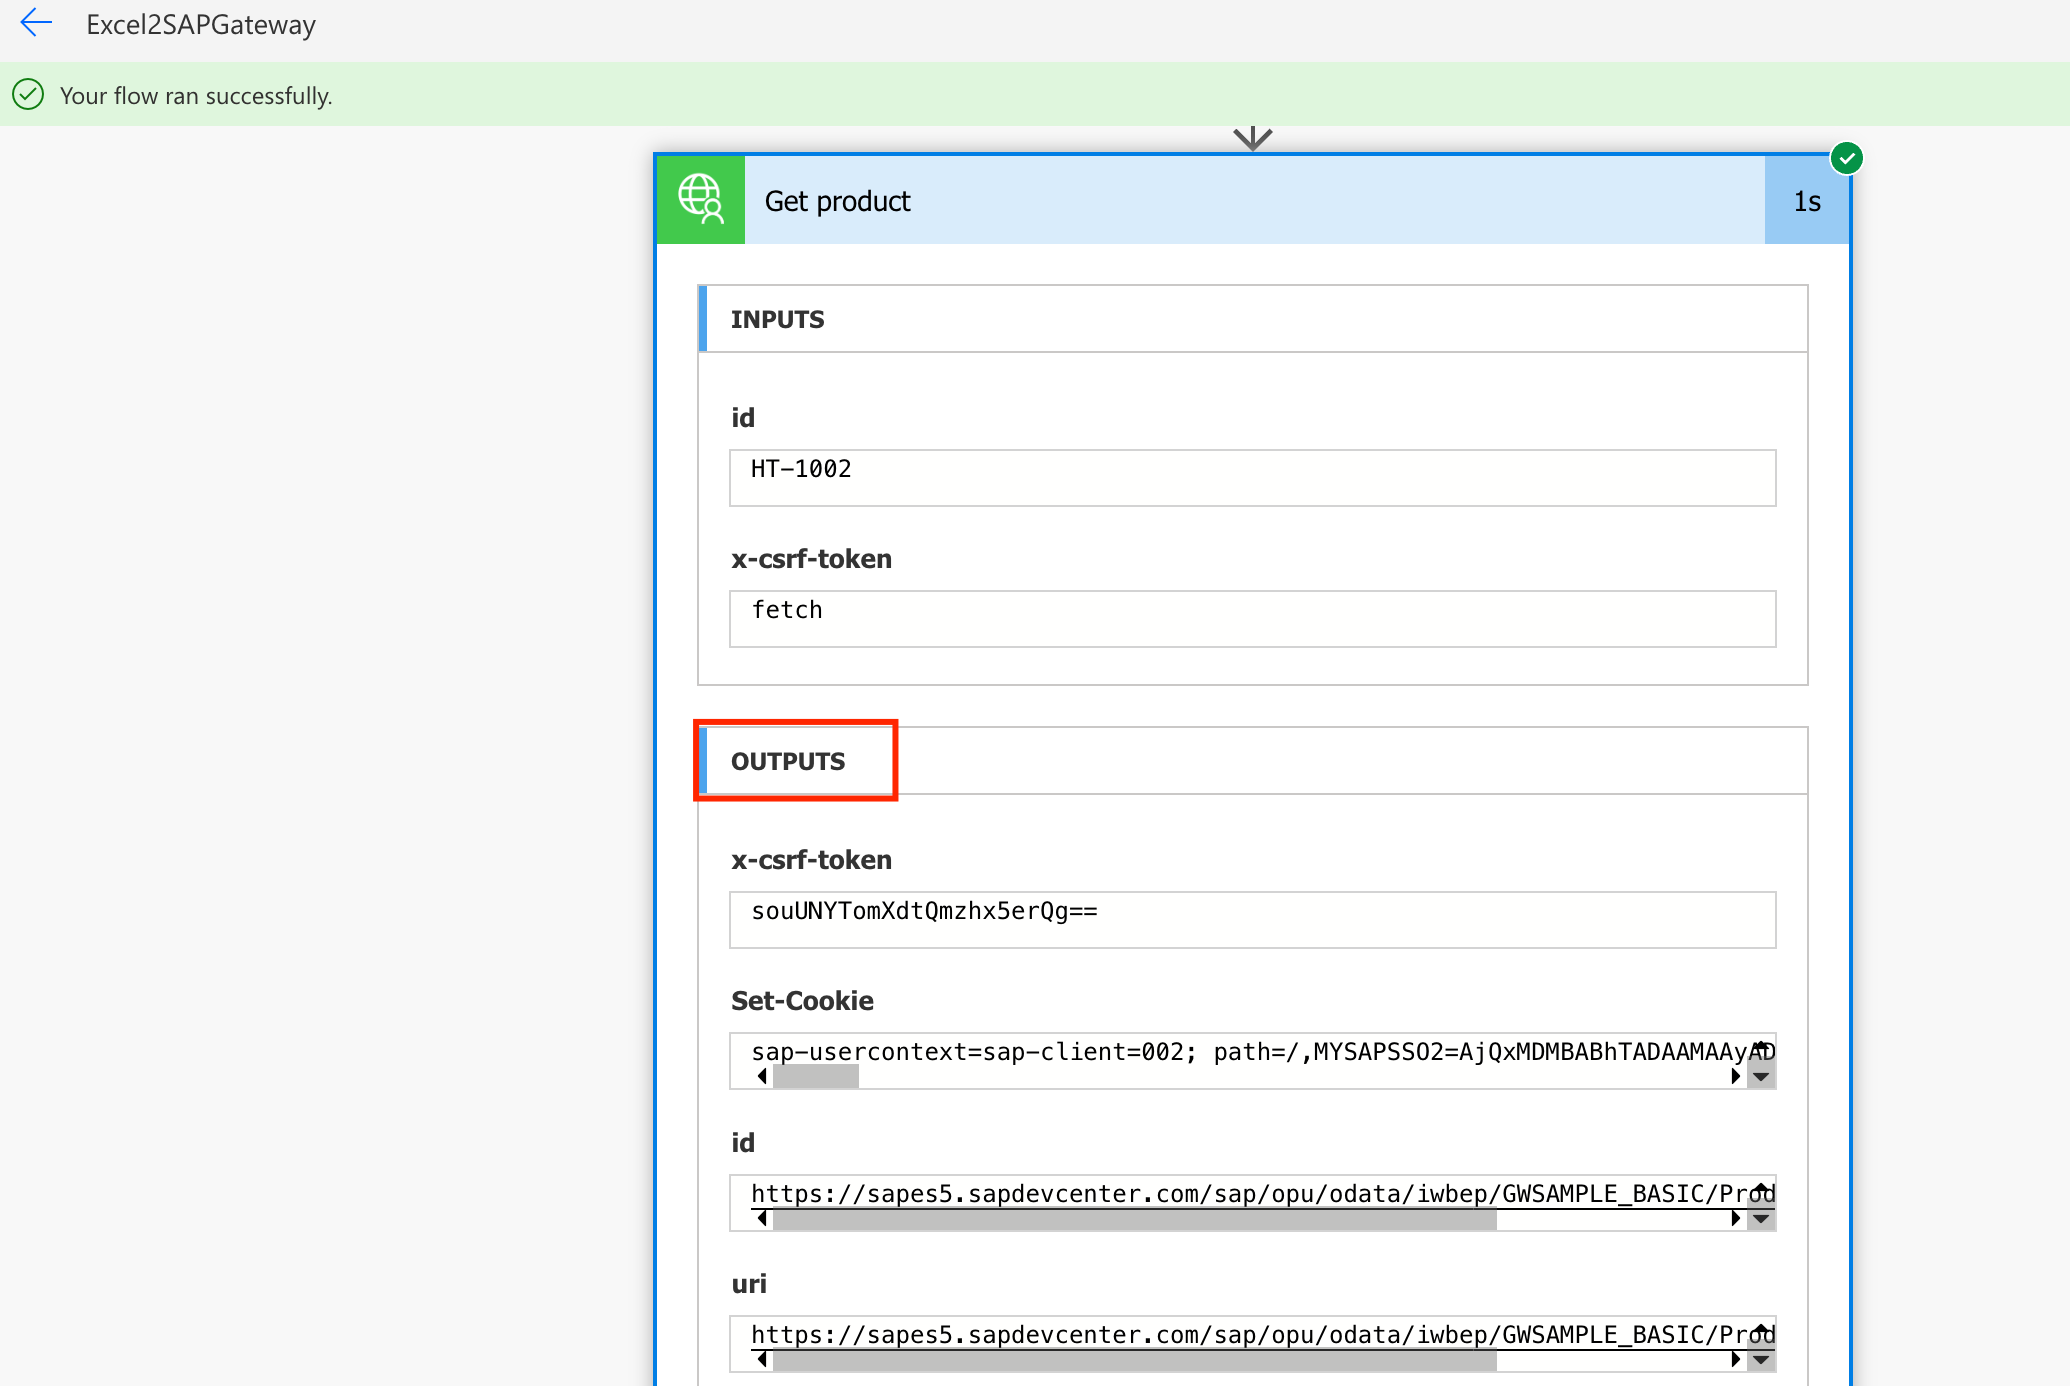 Excel2SAPGateway
Your flow ran successfully.
Get product
1s
INPUTS
id
HT-1002
x-csrf-token
fetch
OUTPUTS
x-csrf-token
souUNYTomXdtQmzhx5erQg==
Set-Cookie
sap-usercontext=sap-client=002; path=/,MYSAPSSO2=AjQxMDMBABhTADAAMAAyAD
id
https://sapes5.sapdevcenter.com/sap/opu/odata/iwbep/GWSAMPLE_BASIC/Prod
uri
https://sapes5.sapdevcenter.com/sap/opu/odata/iwbep/GWSAMPLE_BASIC/Prod